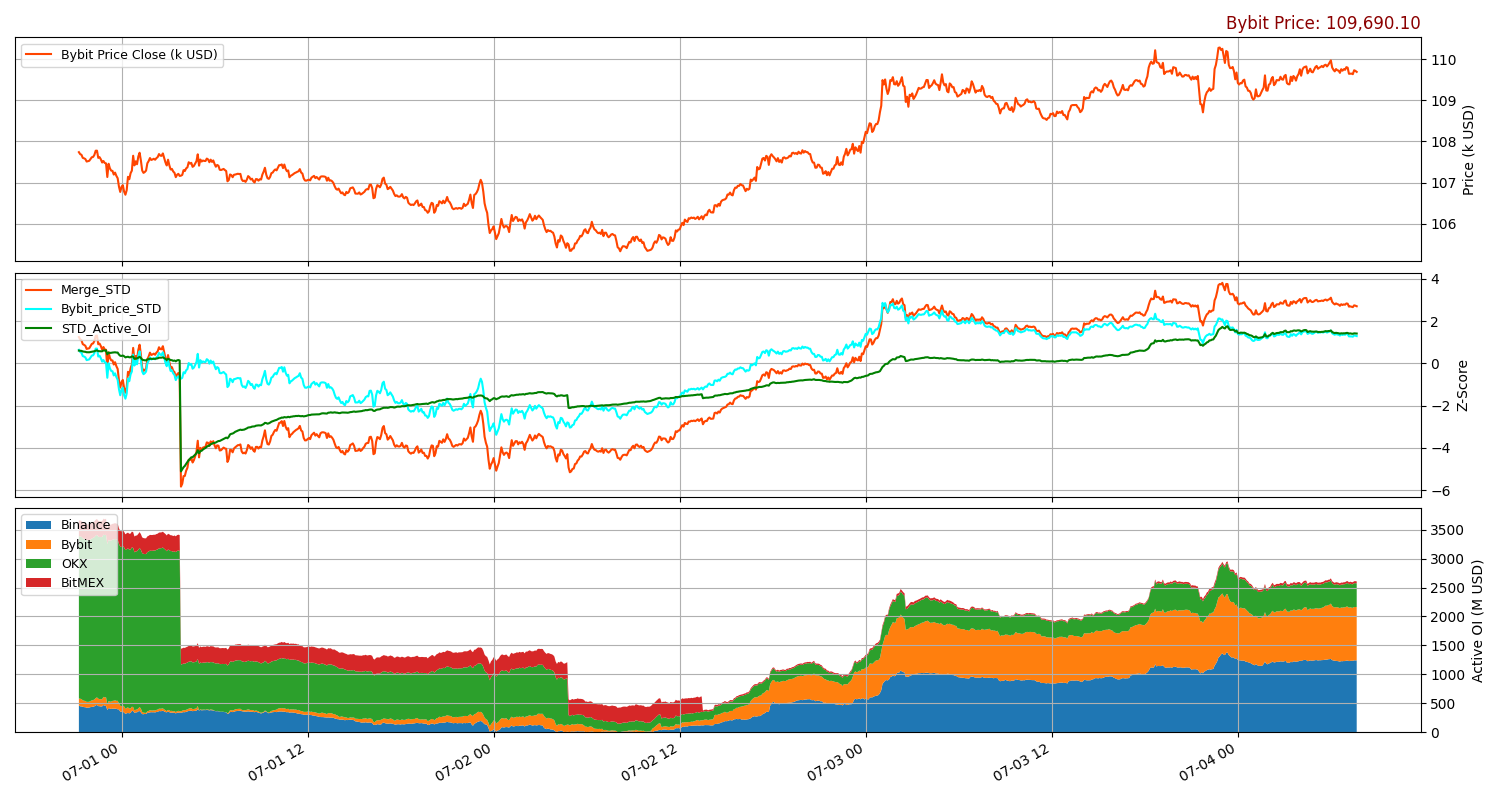 Bybit Price: 109,690.10
Bybit Price Close (k USD)
110
109
108
107
106
Price (k USD)
Merge_STD
Bybit_price_STD
STD_Active_OI
4
2
0
−2
−4
−6
Z-Score
Binance
Bybit
OKX
BitMEX
3500
3000
2500
2000
1500
1000
500
0
Active OI (M USD)
07-01 00
07-01 12
07-02 00
07-02 12
07-03 00
07-03 12
07-04 00